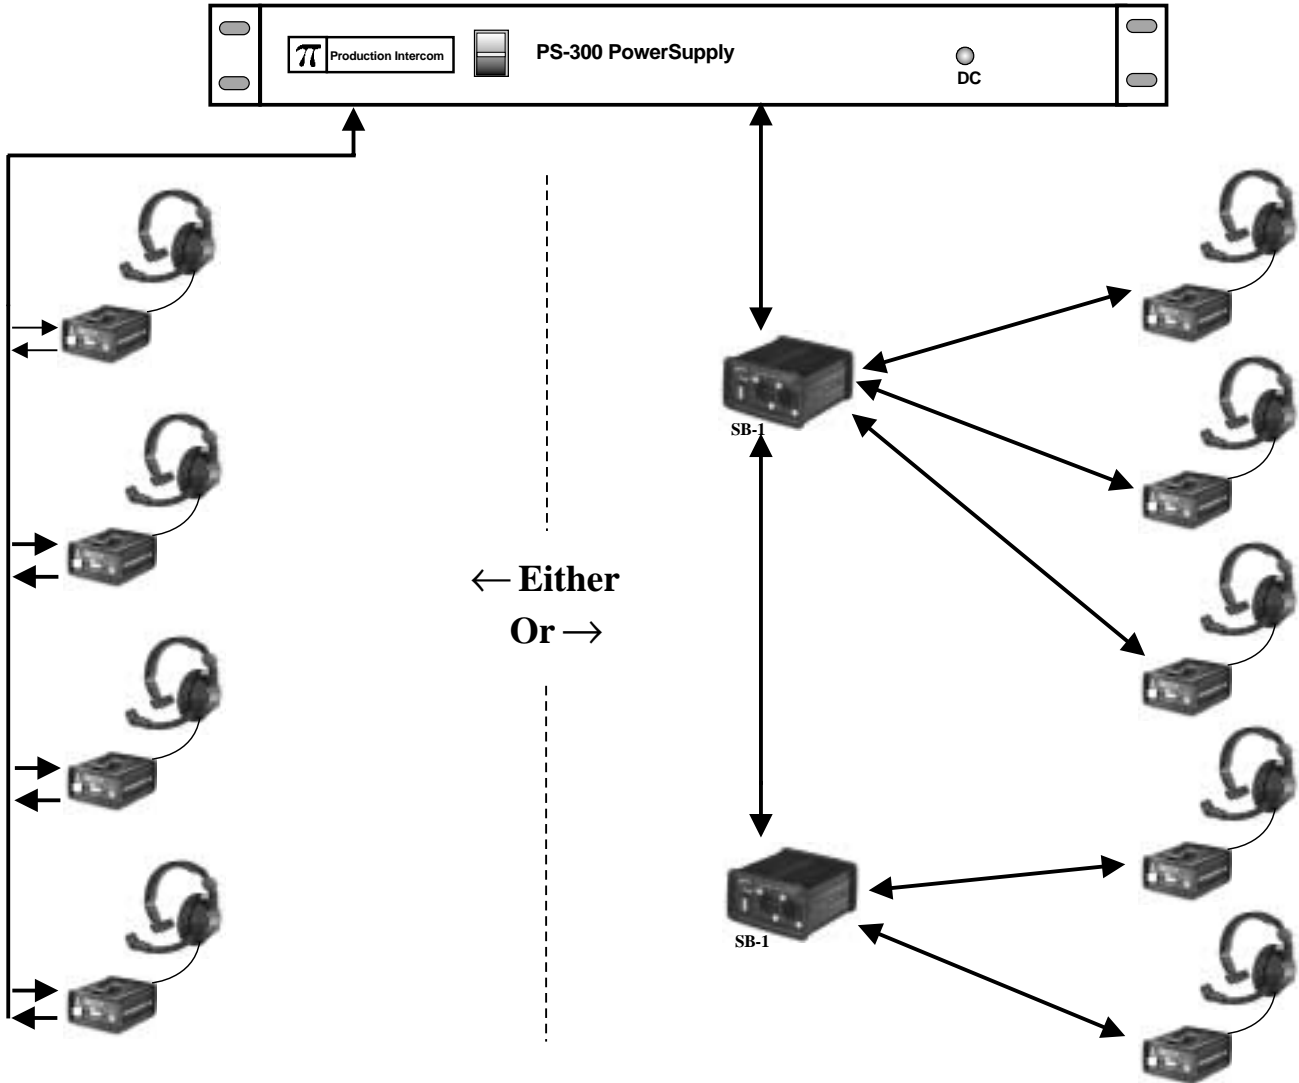 π Production Intercom
PS-300 PowerSupply
DC
SB-1
← Either
Or →
SB-1